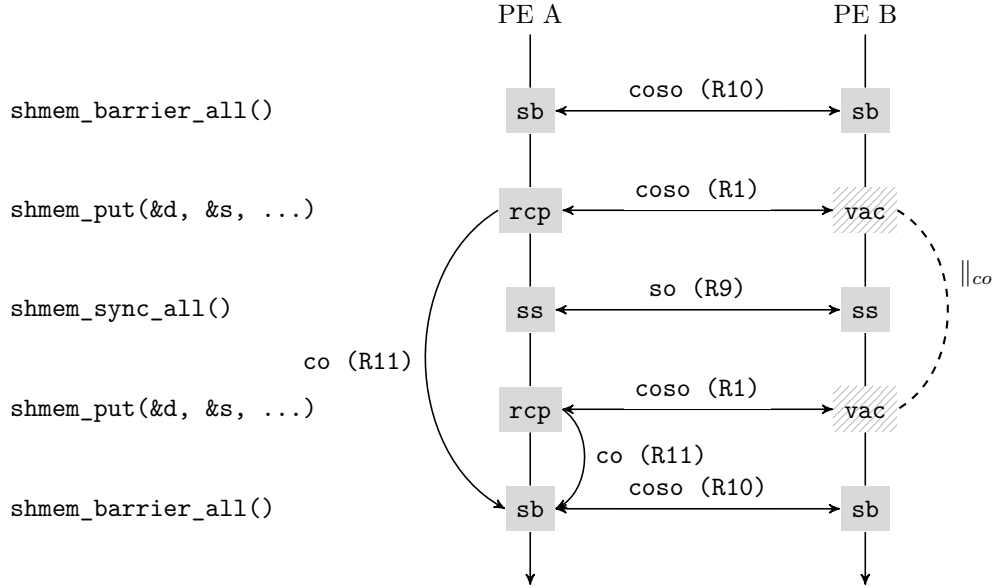 PE A PE B
shmem_barrier_all() sb coso (R10) sb
shmem_put(&d, &s, ...) rcp coso (R1) vac
∥co
shmem_sync_all() ss so (R9) ss
co (R11)
shmem_put(&d, &s, ...) rcp coso (R1) vac
co (R11)
shmem_barrier_all() sb coso (R10) sb